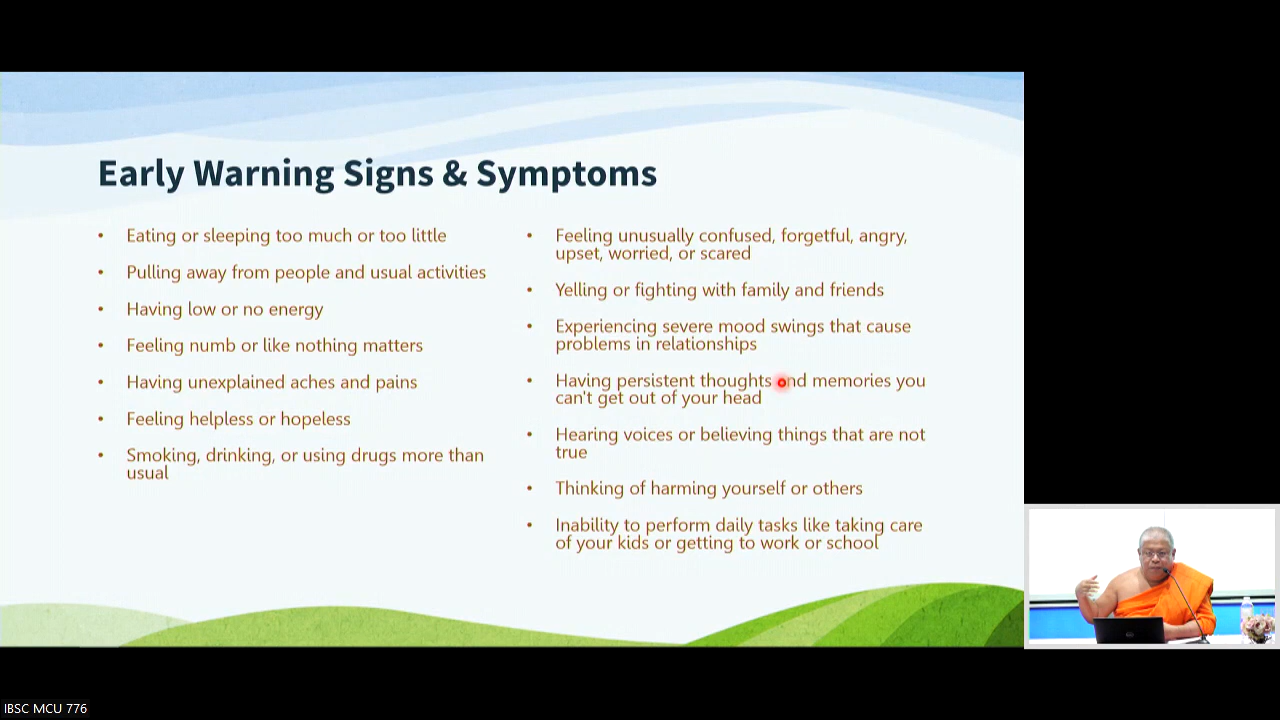 Early Warning Signs & Symptoms
• Eating or sleeping too much or too little
• Pulling away from people and usual activities
• Having low or no energy
• Feeling numb or like nothing matters
• Having unexplained aches and pains
• Feeling helpless or hopeless
• Smoking, drinking, or using drugs more than
usual
• Feeling unusually confused, forgetful, angry,
upset, worried, or scared
• Yelling or fighting with family and friends
• Experiencing severe mood swings that cause
problems in relationships
• Having persistent thoughts and memories you
can't get out of your head
• Hearing voices or believing things that are not
true
• Thinking of harming yourself or others
• Inability to perform daily tasks like taking care
of your kids or getting to work or school
IBSC MCU 776